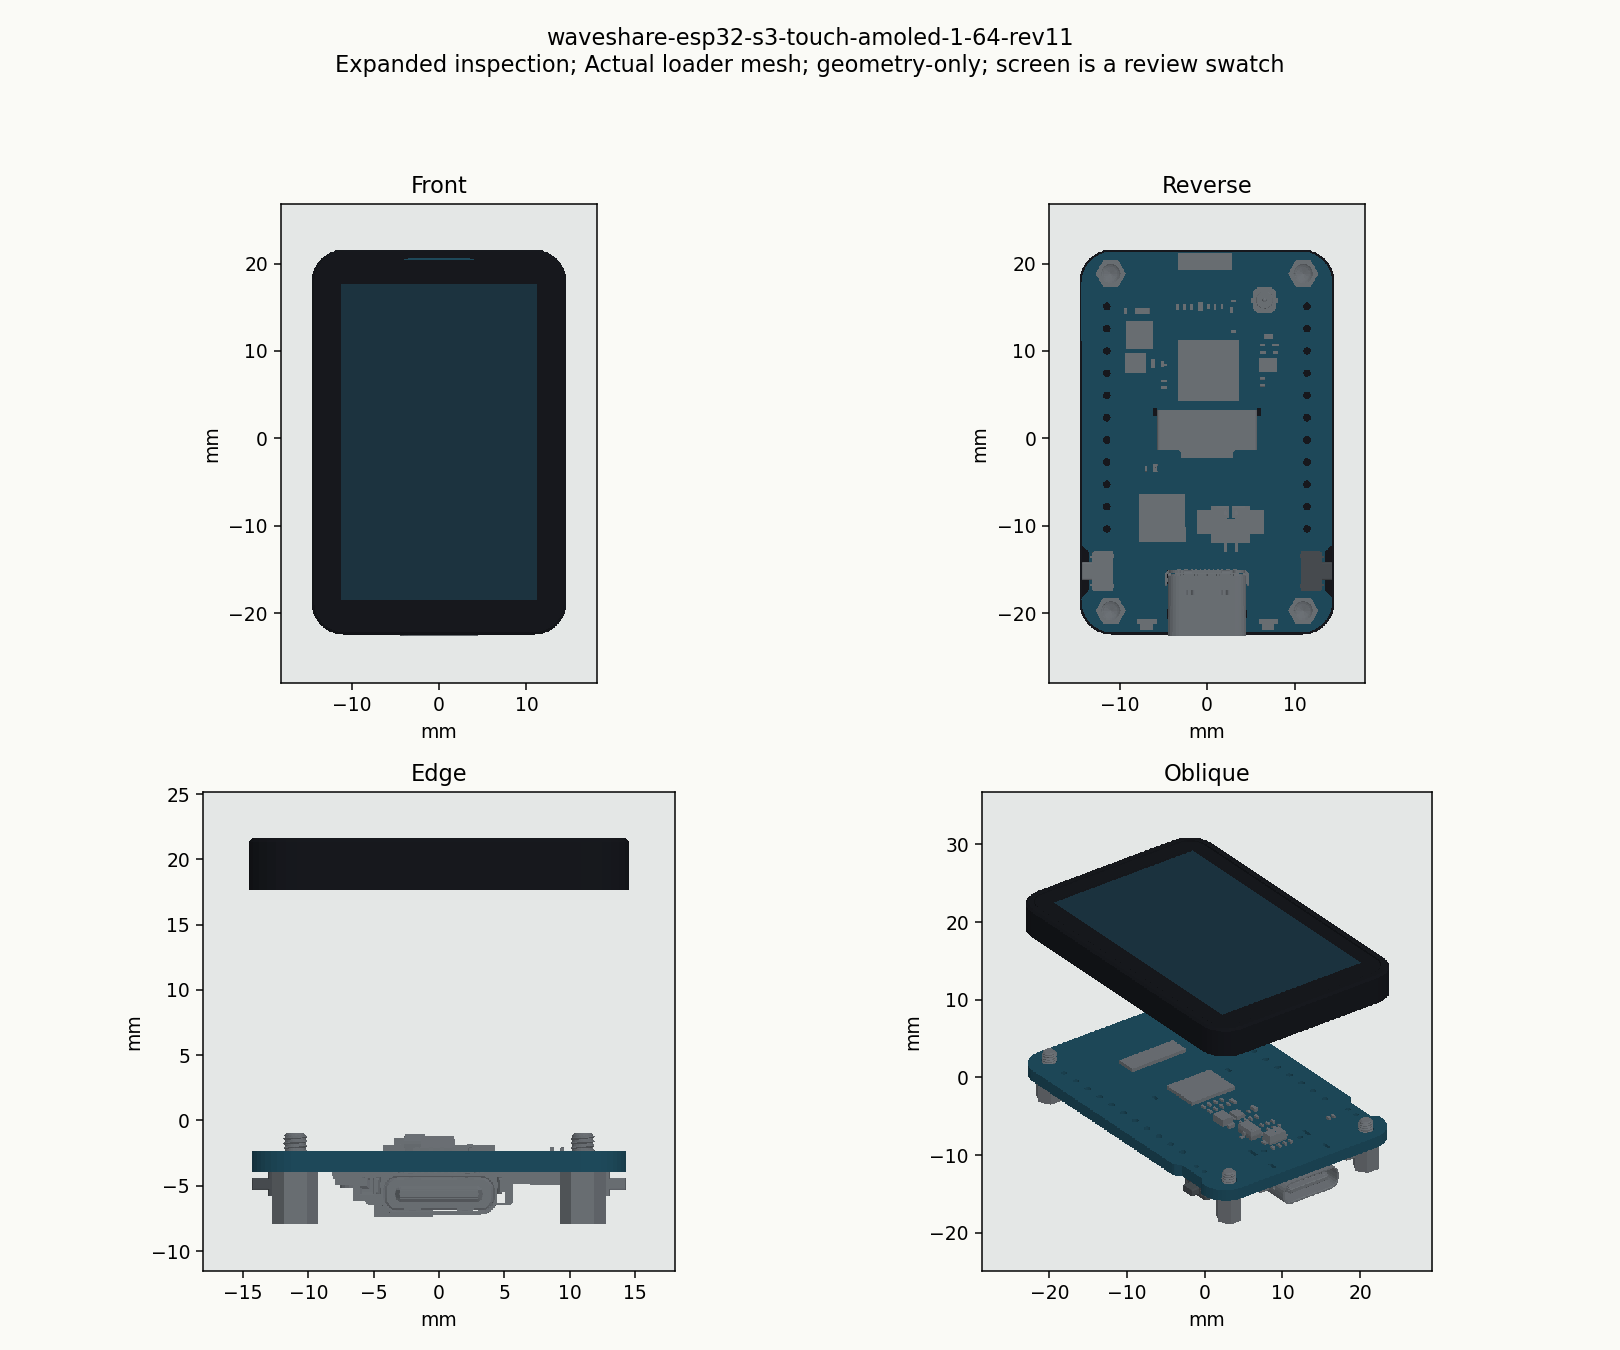 waveshare-esp32-s3-touch-amoled-1-64-rev11
Expanded inspection; Actual loader mesh; geometry-only; screen is a review swatch
Front
20
10
0
−10
−20
mm
−10 0 10
mm
Reverse
20
10
0
−10
−20
mm
−10 0 10
mm
Edge
25
20
15
10
5
0
−5
−10
mm
−15 −10 −5 0 5 10 15
mm
Oblique
30
20
10
0
−10
−20
mm
−20 −10 0 10 20
mm